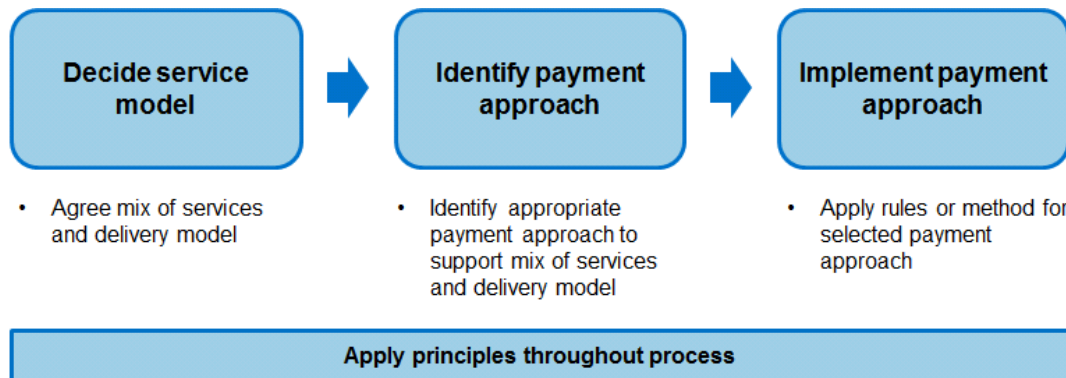 Decide service
model
Identify payment
approach
Implement payment
approach
• Agree mix of services
and delivery model
• Identify appropriate
payment approach to
support mix of services
and delivery model
• Apply rules or method for
selected payment
approach
Apply principles throughout process